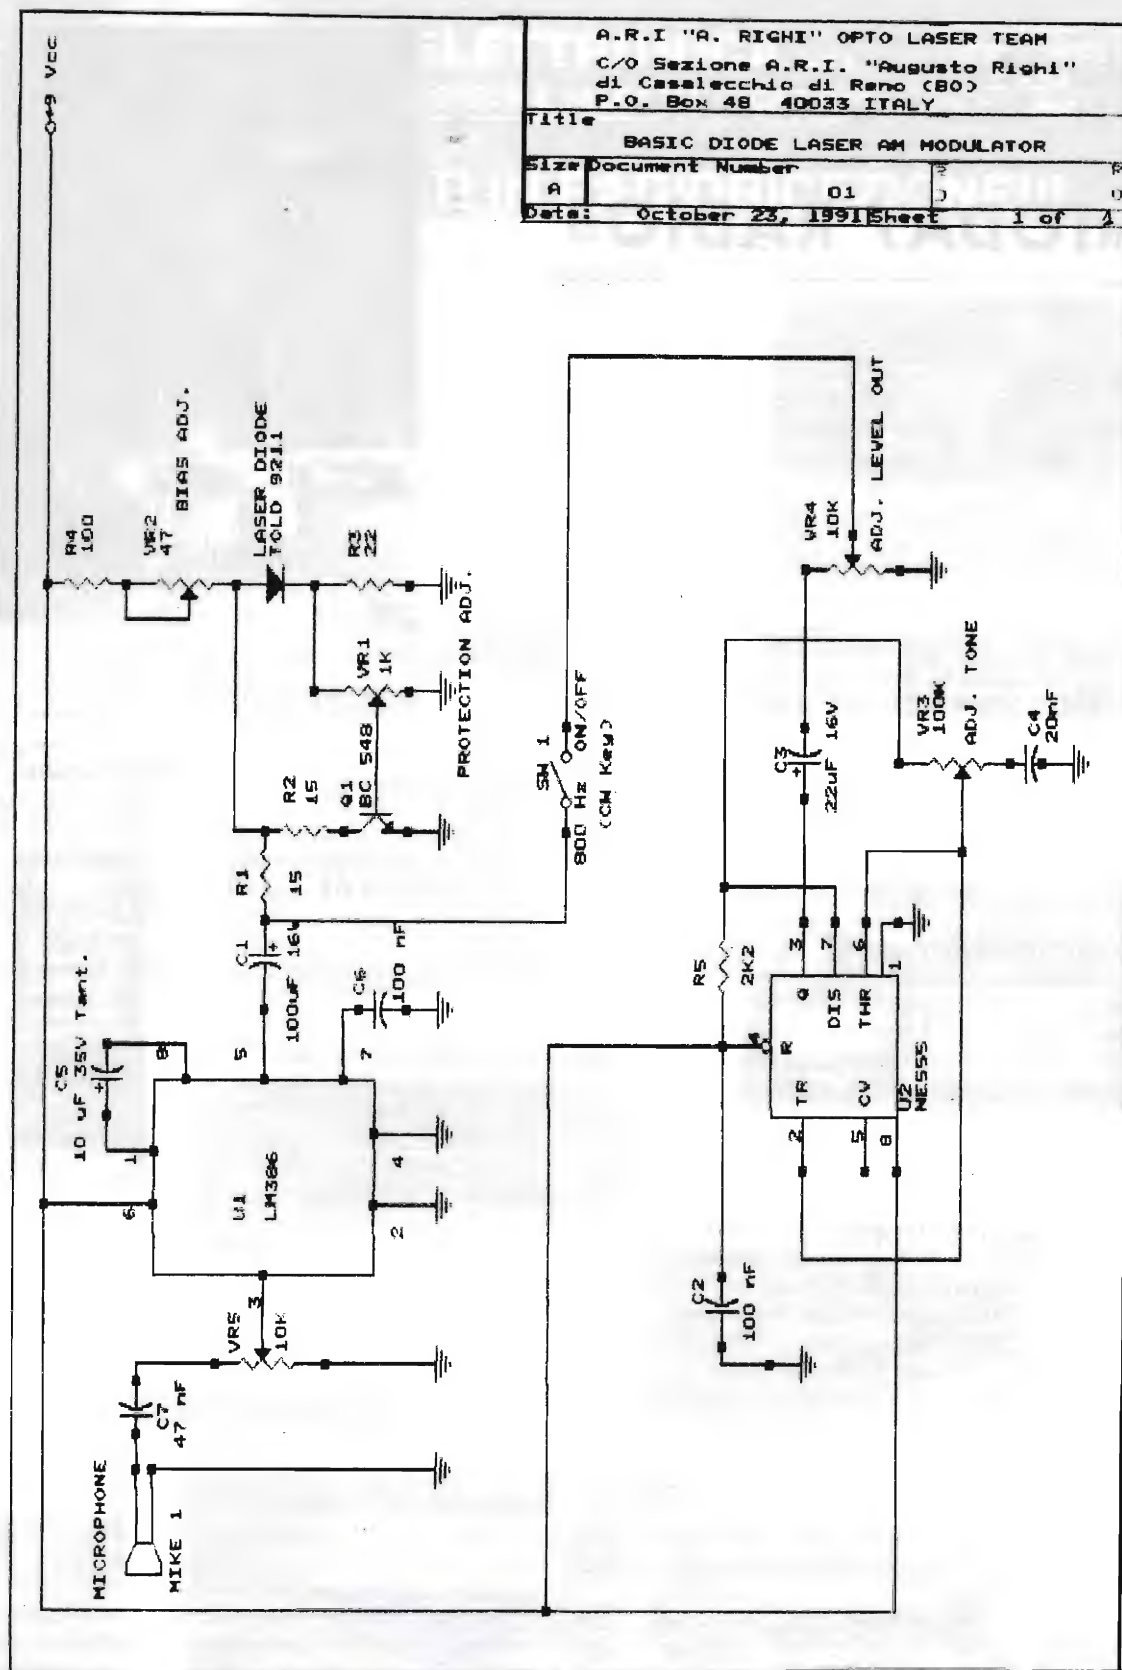 A.R.I "A. RIGHI" OPTO LASER TEAM
C/O Sezione A.R.I. "Augusto Righi"
di Casalecchio di Reno (BO)
P.O. Box 48 40033 ITALY
Title
BASIC DIODE LASER AM MODULATOR
Size
Document Number
A
01
Date:
October 23, 1991
Sheet
1 of
+9 Vcc
R4
100
VR2
47
BIAS ADJ.
LASER DIODE
TOLD 9211
R3
22
VR1
1K
PROTECTION ADJ.
R2
15
Q1
BC 548
R1
15
C1
100uF 16V
C6
100 nF
C5
10 uF 35V Tant.
8
5
7
1
6
4
2
3
U1
LM386
VR5
10K
C7
47 nF
MICROPHONE
MIKE 1
SW 1
ON/OFF
800 Hz
(CW Key)
VR4
10K
ADJ. LEVEL OUT
C3
22uF 16V
VR3
100K
ADJ. TONE
C4
20nF
R5
2K2
3
7
6
1
4
Q
DIS
THR
R
TR
CV
U2
NE555
2
5
8
C2
100 nF